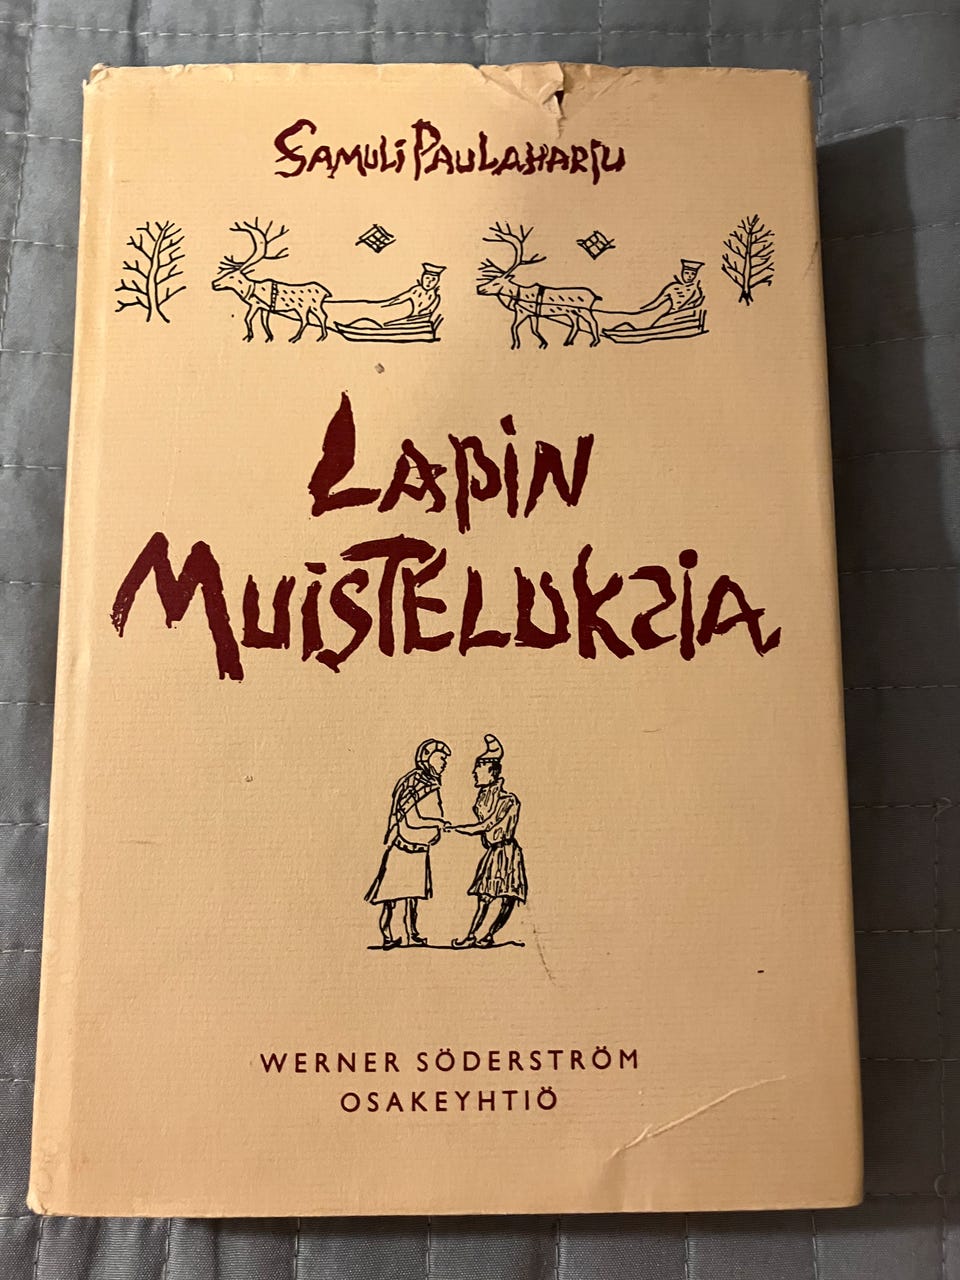 SAMULI PAULAHARJU
LAPIN
MUISTELUKSIA
WERNER SÖDERSTRÖM
OSAKEYHTIÖ